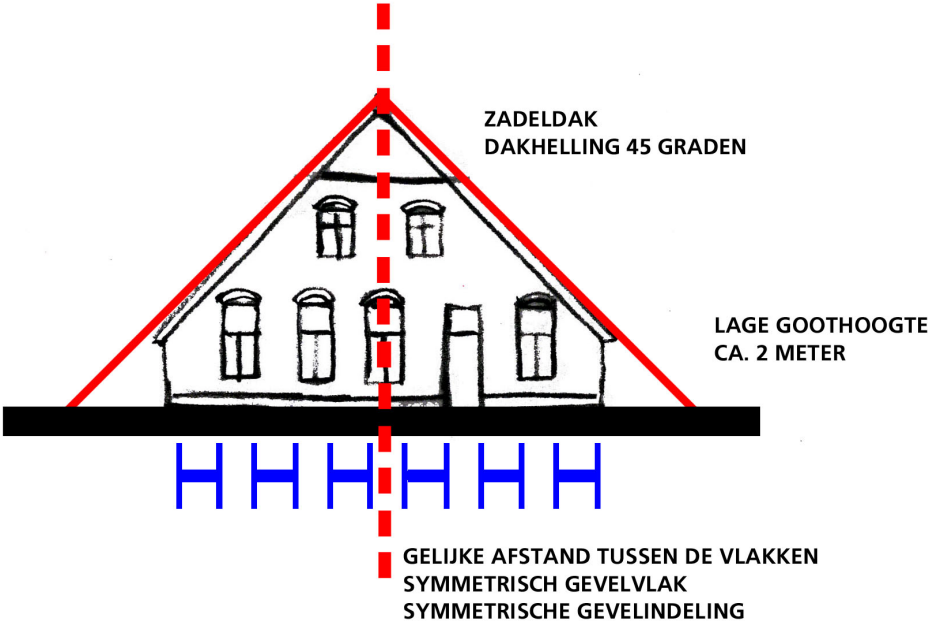 ZADELDAK
DAKHELLING 45 GRADEN
LAGE GOOTHOOGTE
CA. 2 METER
GELIJKE AFSTAND TUSSEN DE VLAKKEN
SYMMETRISCH GEVELVLAK
SYMMETRISCHE GEVELINDELING